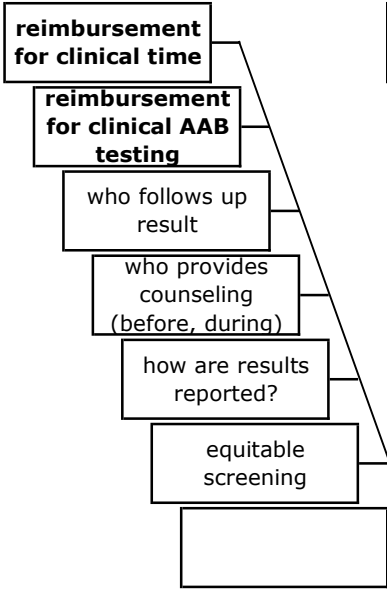 reimbursement
for clinical time
reimbursement
for clinical AAB
testing
who follows up
result
who provides
counseling
(before, during)
how are results
reported?
equitable
screening